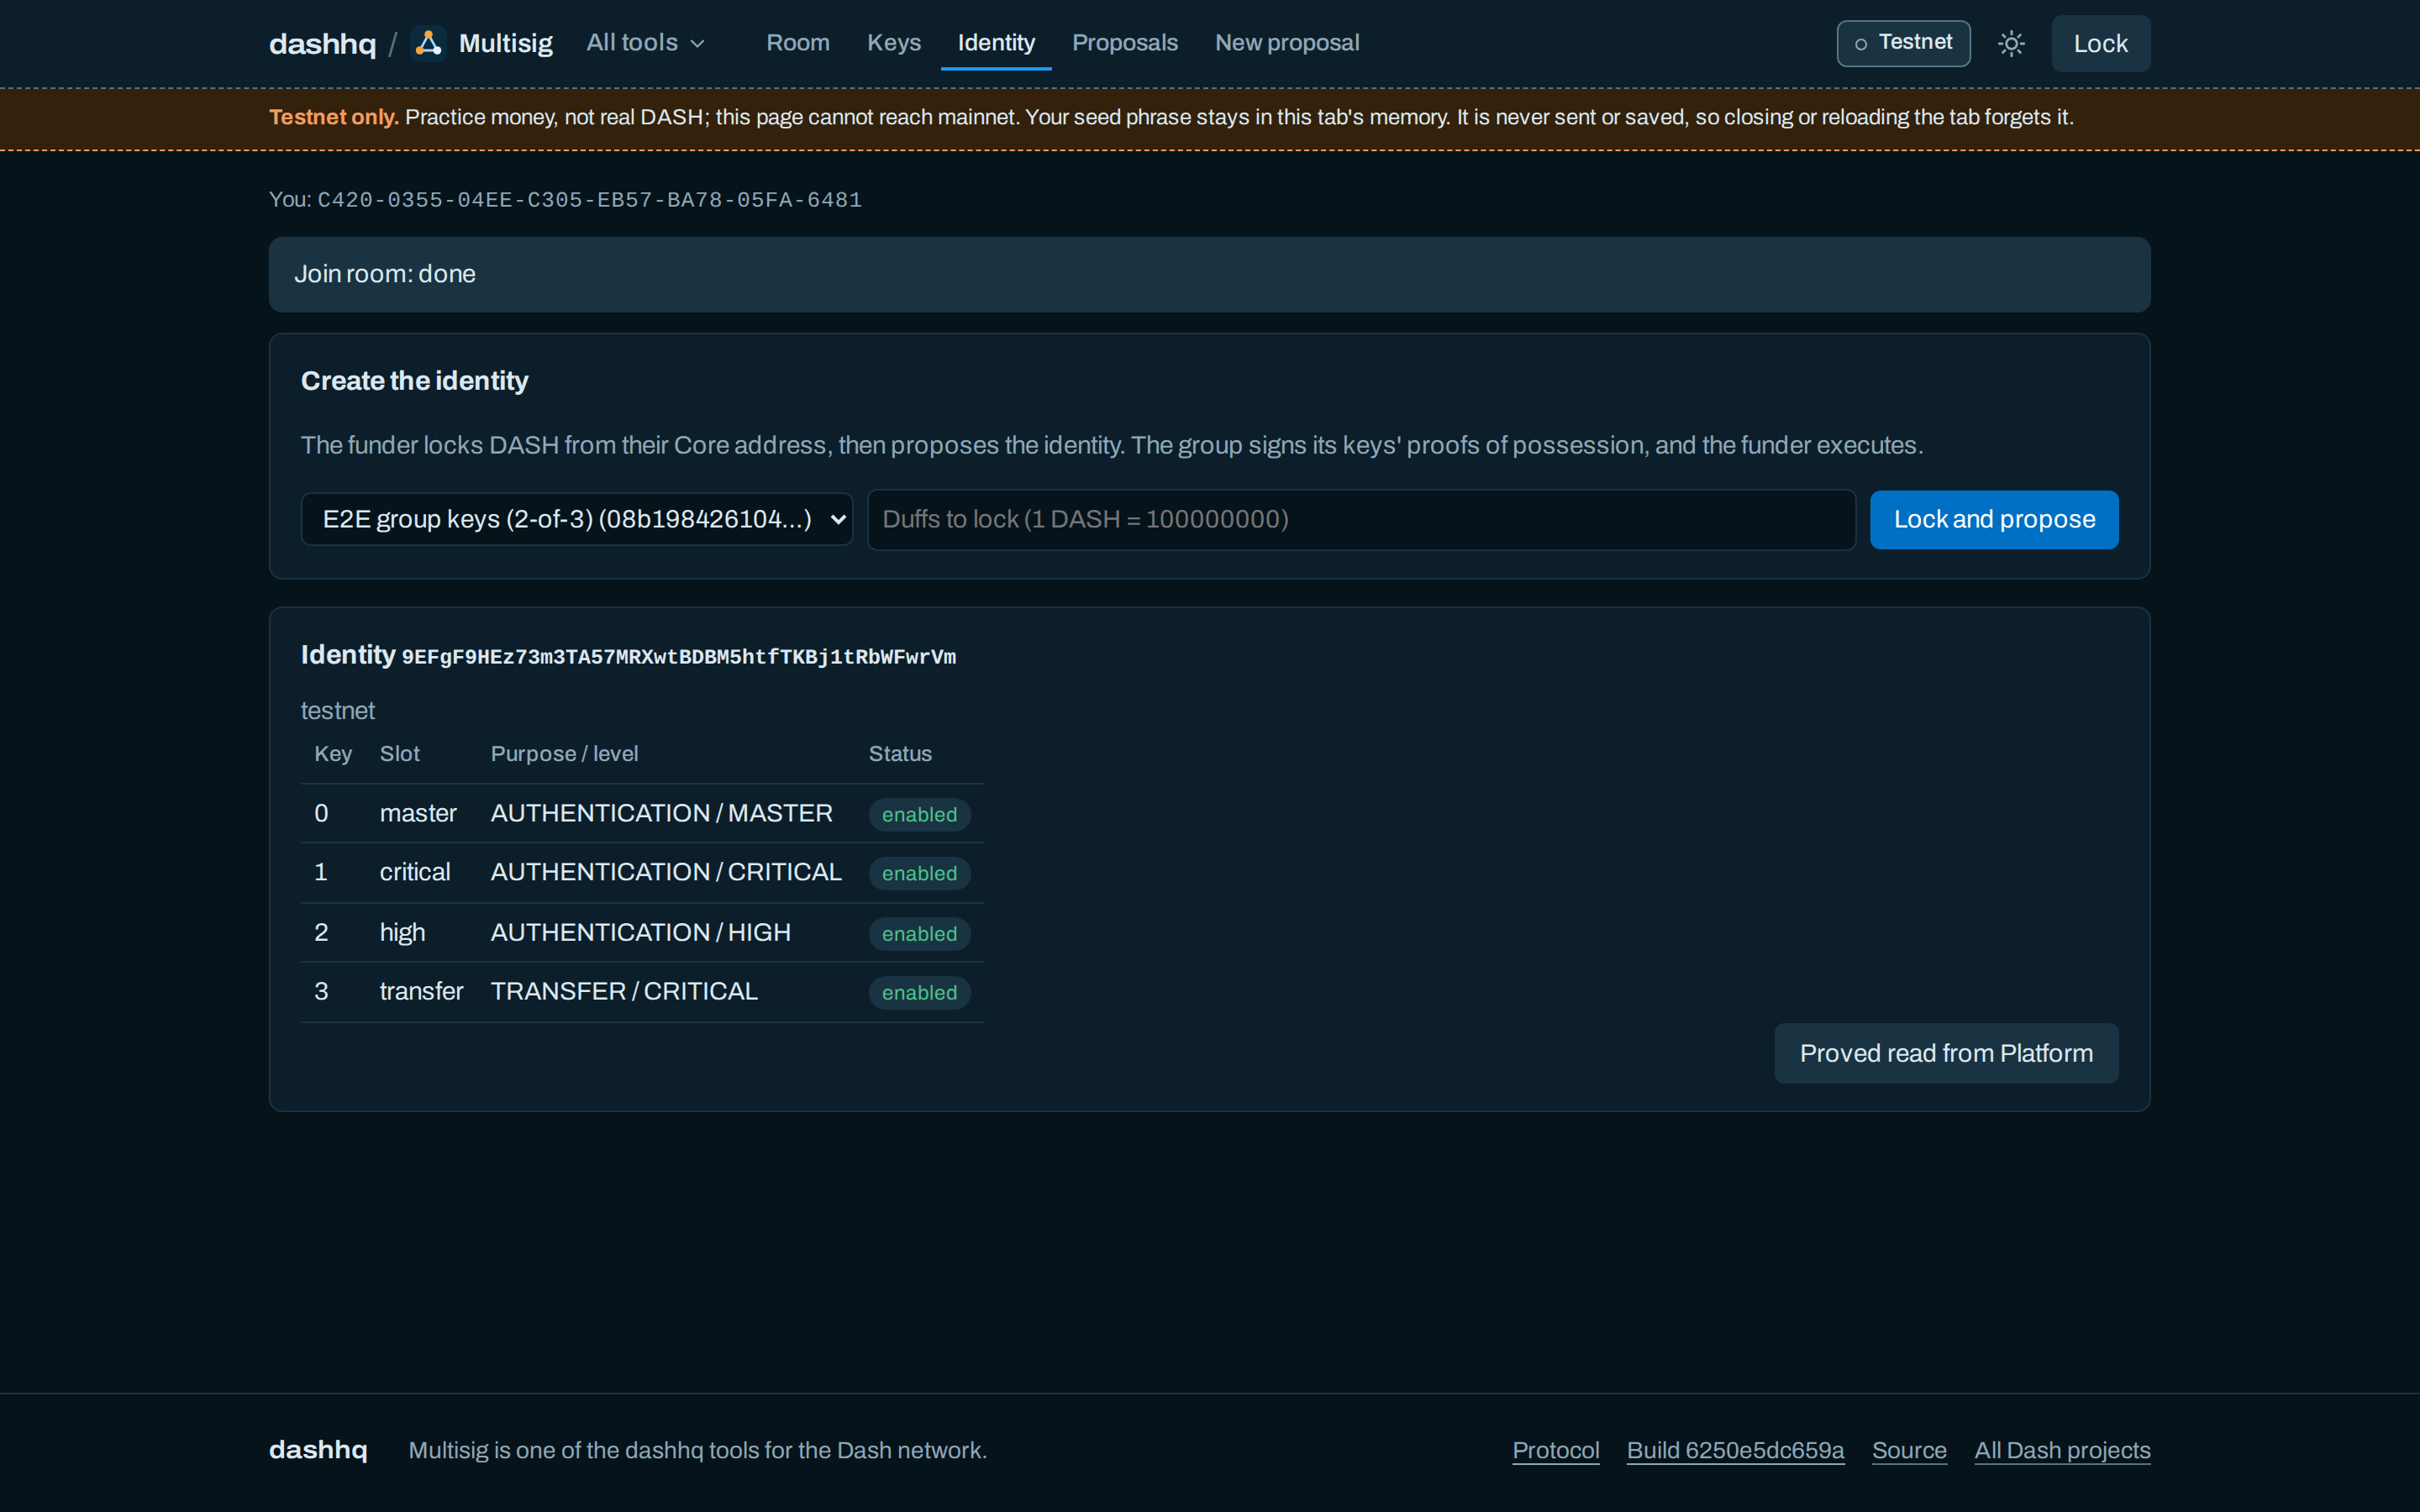 dashhq / Multisig All tools Room Keys Identity Proposals New proposal Testnet Lock
Testnet only. Practice money, not real DASH; this page cannot reach mainnet. Your seed phrase stays in this tab's memory. It is never sent or saved, so closing or reloading the tab forgets it.
You: C420-0355-04EE-C305-EB57-BA78-05FA-6481
Join room: done
Create the identity
The funder locks DASH from their Core address, then proposes the identity. The group signs its keys' proofs of possession, and the funder executes.
E2E group keys (2-of-3) (08b198426104...) Duffs to lock (1 DASH = 100000000) Lock and propose
Identity 9EFgF9HEz73m3TA57MRXwtBDBM5htfTKBj1tRbWFwrVm
testnet
Key Slot Purpose / level Status
0 master AUTHENTICATION / MASTER enabled
1 critical AUTHENTICATION / CRITICAL enabled
2 high AUTHENTICATION / HIGH enabled
3 transfer TRANSFER / CRITICAL enabled
Proved read from Platform
dashhq Multisig is one of the dashhq tools for the Dash network. Protocol Build 6250e5dc659a Source All Dash projects